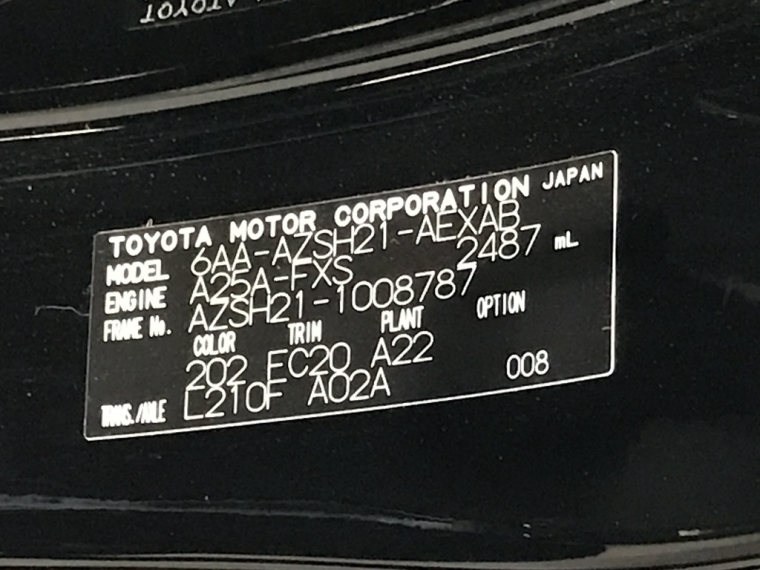 TOYOTA MOTOR CORPORATION JAPAN
MODEL 6AA-AZSH21-AEXAB
ENGINE A25A-FXS 2487 mL
FRAME No. AZSH21-1008787
COLOR TRIM PLANT OPTION
202 FC20 A22
TRANS./AXLE L210F A02A 008